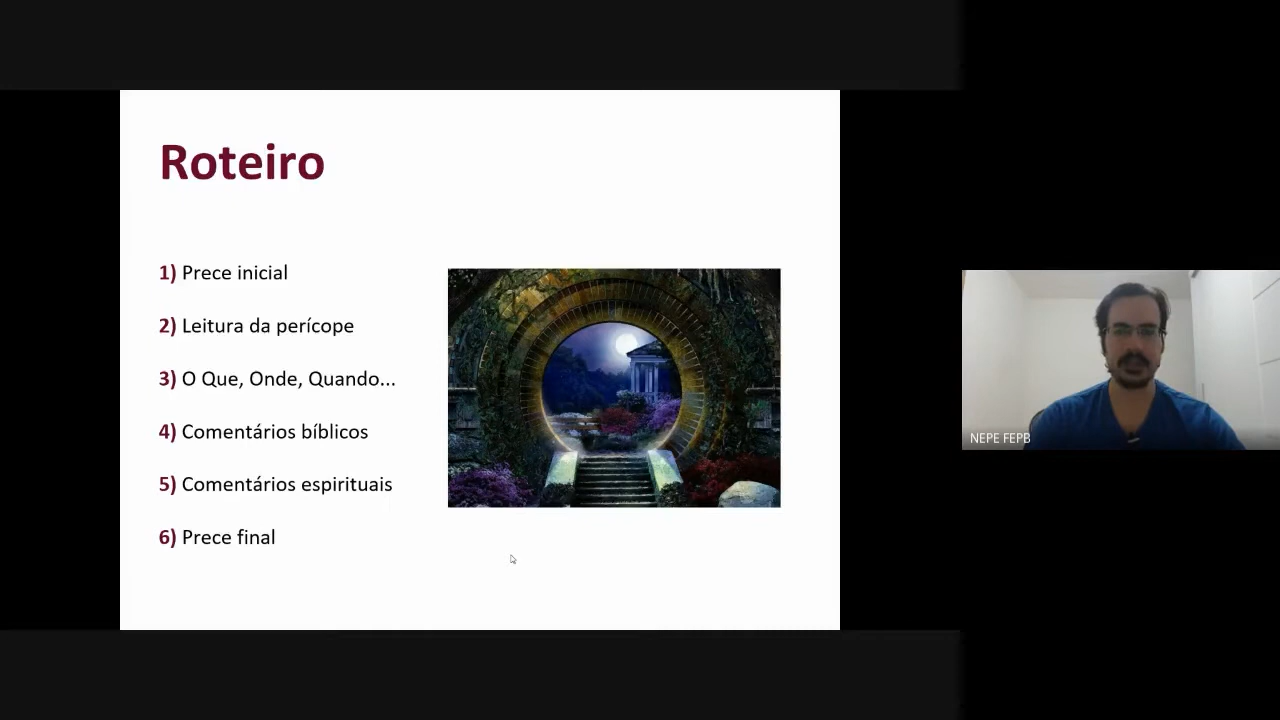 Roteiro
1) Prece inicial
2) Leitura da perícope
3) O Que, Onde, Quando...
4) Comentários bíblicos
5) Comentários espirituais
6) Prece final
NEPE FEPB